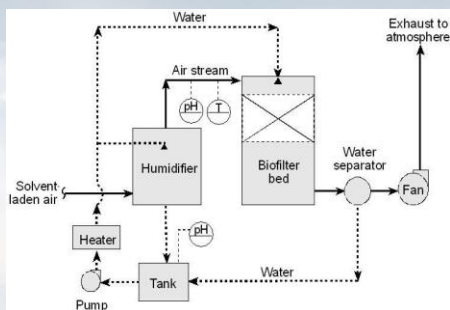 Water
Exhaust to
atmosphere
Air stream
pH
T
Humidifier
Biofilter
bed
Water
separator
Fan
Solvent-
laden air
Heater
pH
Water
Tank
Pump